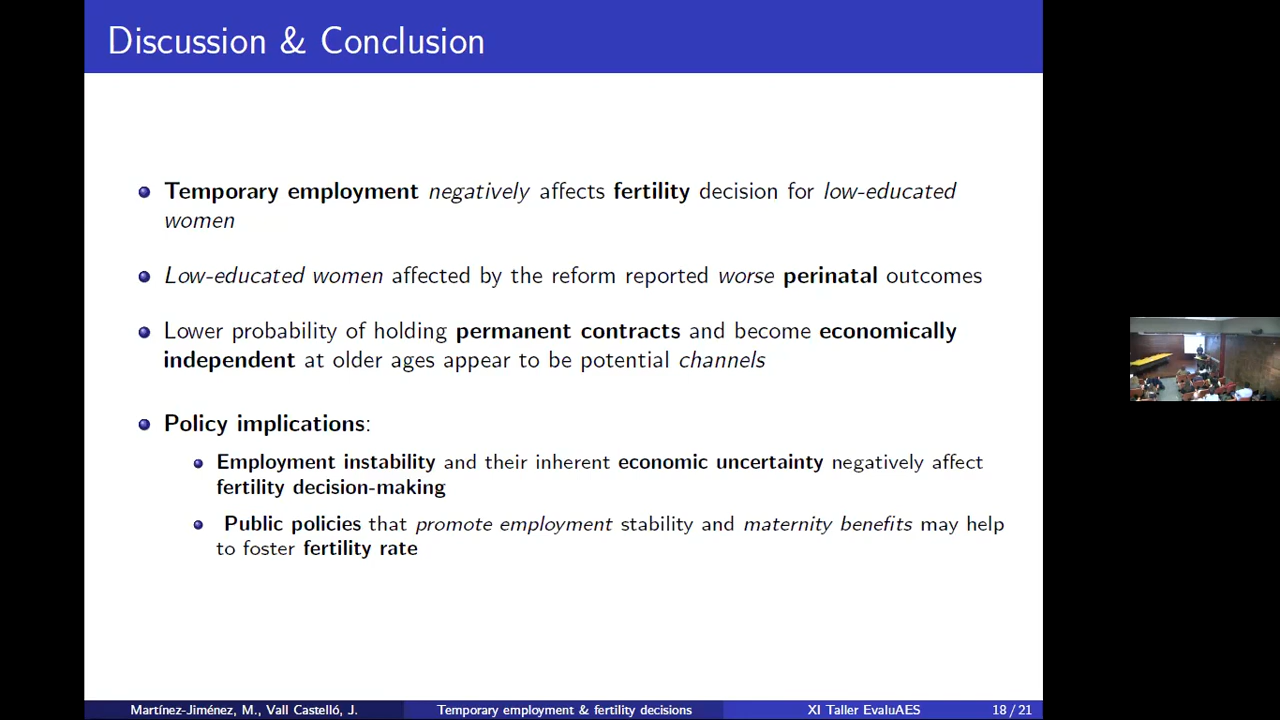 Discussion & Conclusion
Temporary employment negatively affects fertility decision for low-educated
women
Low-educated women affected by the reform reported worse perinatal outcomes
Lower probability of holding permanent contracts and become economically
independent at older ages appear to be potential channels
Policy implications:
Employment instability and their inherent economic uncertainty negatively affect
fertility decision-making
Public policies that promote employment stability and maternity benefits may help
to foster fertility rate
Martínez-Jiménez, M., Vall Castelló, J.
Temporary employment & fertility decisions
XI Taller EvaluAES
18 / 21